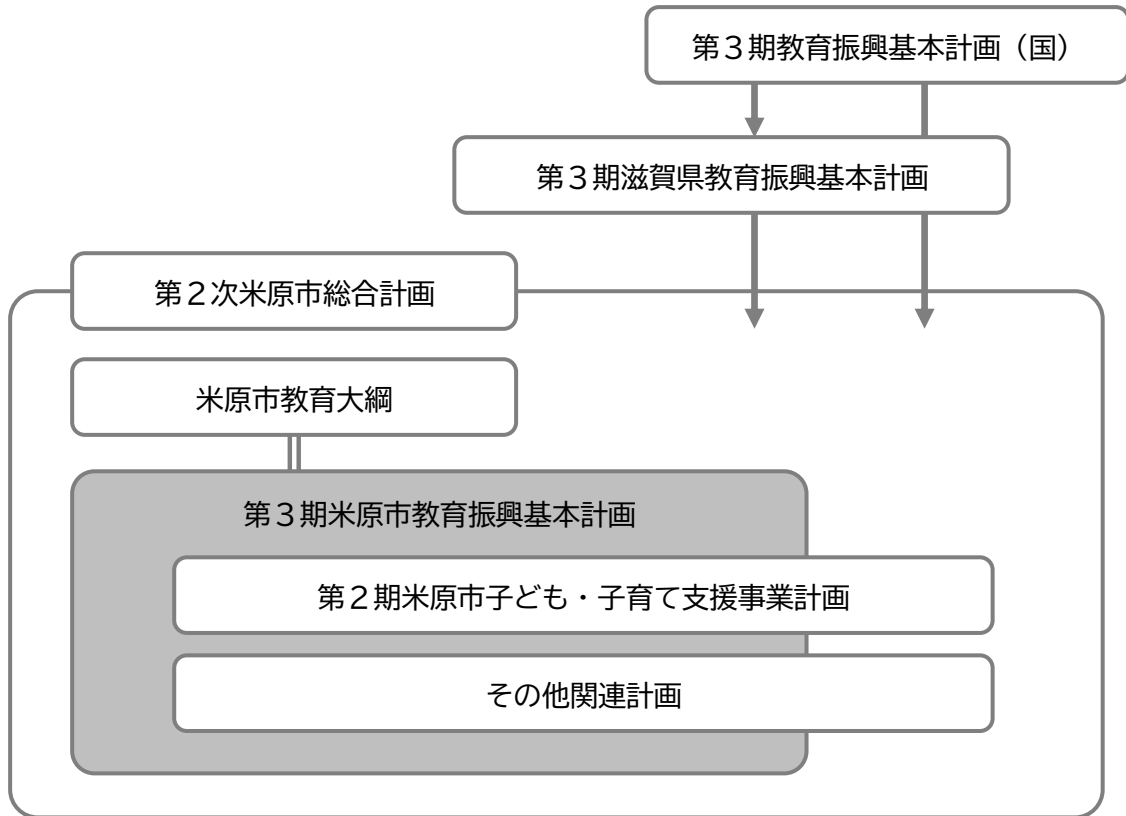 第３期教育振興基本計画（国）
第３期滋賀県教育振興基本計画
第２次米原市総合計画
米原市教育大綱
第３期米原市教育振興基本計画
第２期米原市子ども・子育て支援事業計画
その他関連計画